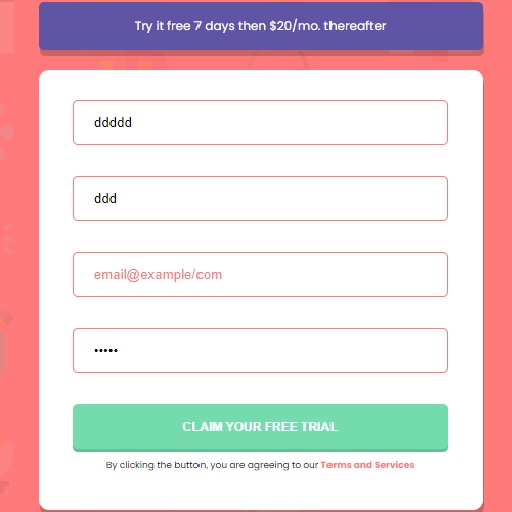 Try it free 7 days then $20/mo. thereafter
ddddd
ddd
email@example/com
•••••
CLAIM YOUR FREE TRIAL
By clicking the button, you are agreeing to our Terms and Services